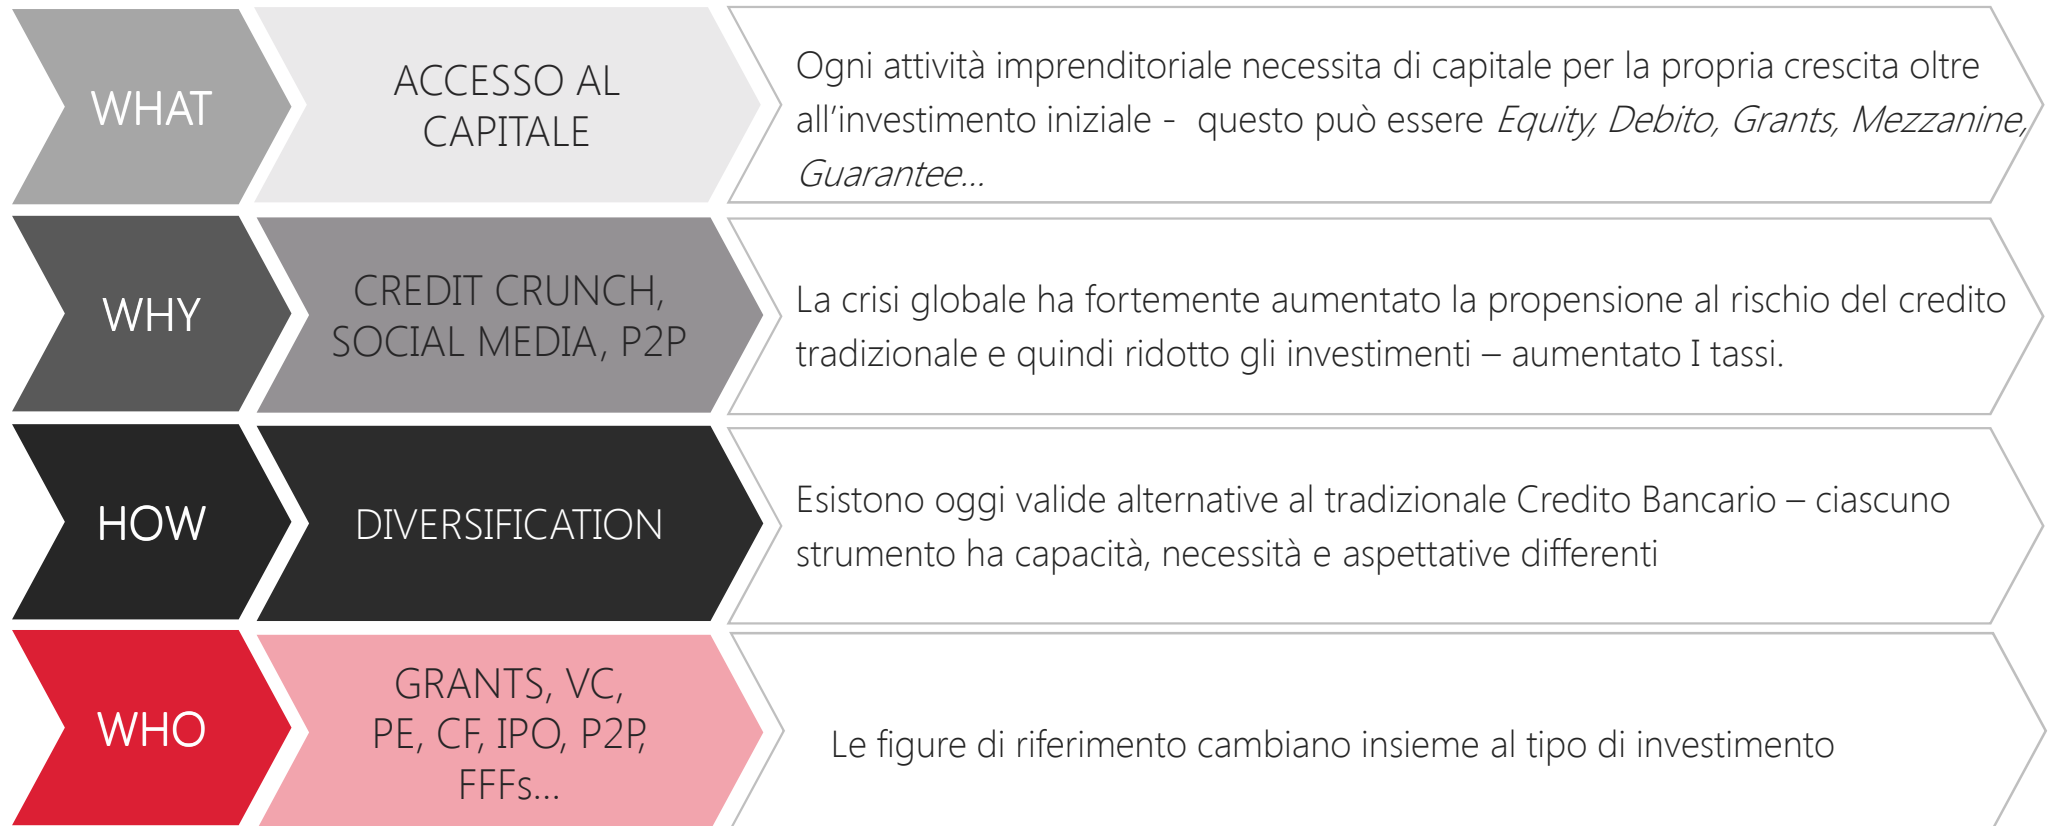 WHAT
ACCESSO AL
CAPITALE
Ogni attività imprenditoriale necessita di capitale per la propria crescita oltre
all’investimento iniziale -  questo può essere Equity, Debito, Grants, Mezzanine,
Guarantee…
WHY
CREDIT CRUNCH,
SOCIAL MEDIA, P2P
La crisi globale ha fortemente aumentato la propensione al rischio del credito
tradizionale e quindi ridotto gli investimenti – aumentato I tassi.
HOW
DIVERSIFICATION
Esistono oggi valide alternative al tradizionale Credito Bancario – ciascuno
strumento ha capacità, necessità e aspettative differenti
WHO
GRANTS, VC,
PE, CF, IPO, P2P,
FFFs…
Le figure di riferimento cambiano insieme al tipo di investimento